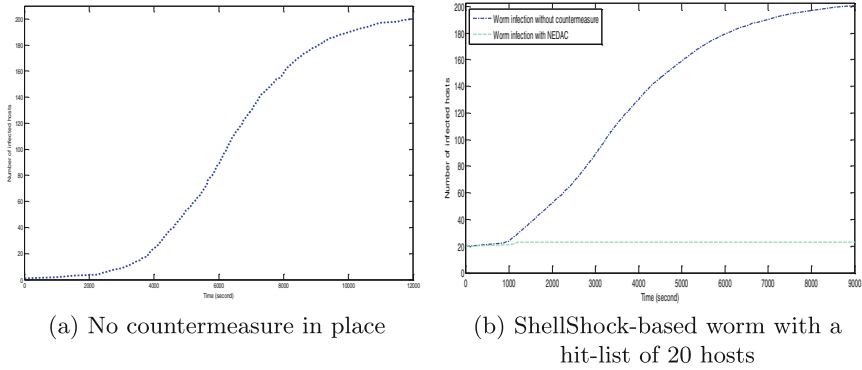 200
180
160
140
120
100
80
60
40
20
0
Number of infected hosts
0 2000 4000 6000 8000 10000 12000
Time (second)
(a) No countermeasure in place
Worm infection without countermeasure
Worm infection with NEDAC
200
180
160
140
120
100
80
60
40
20
0
Number of infected hosts
0 1000 2000 3000 4000 5000 6000 7000 8000 9000
Time (second)
(b) ShellShock-based worm with a
hit-list of 20 hosts